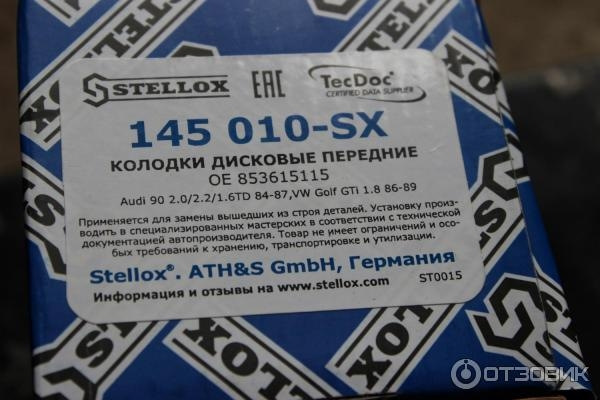 STELLOX
STELLOX
STELLOX
EAC
TecDoc®
CERTIFIED DATA SUPPLIER
145 010-SX
КОЛОДКИ ДИСКОВЫЕ ПЕРЕДНИЕ
OE 853615115
Audi 90 2.0/2.2/1.6TD 84-87,VW Golf GTi 1.8 86-89
Применяется для замены вышедших из строя деталей. Установку произ-
водить в специализированных мастерских в соответствии с технической
документацией автопроизводителя. Товар не имеет ограничений и осо-
бых требований к хранению, транспортировке и утилизации.
Stellox®. ATH&S GmbH, Германия
Информация и отзывы на www.stellox.com
ST0015
ОТЗОВИК